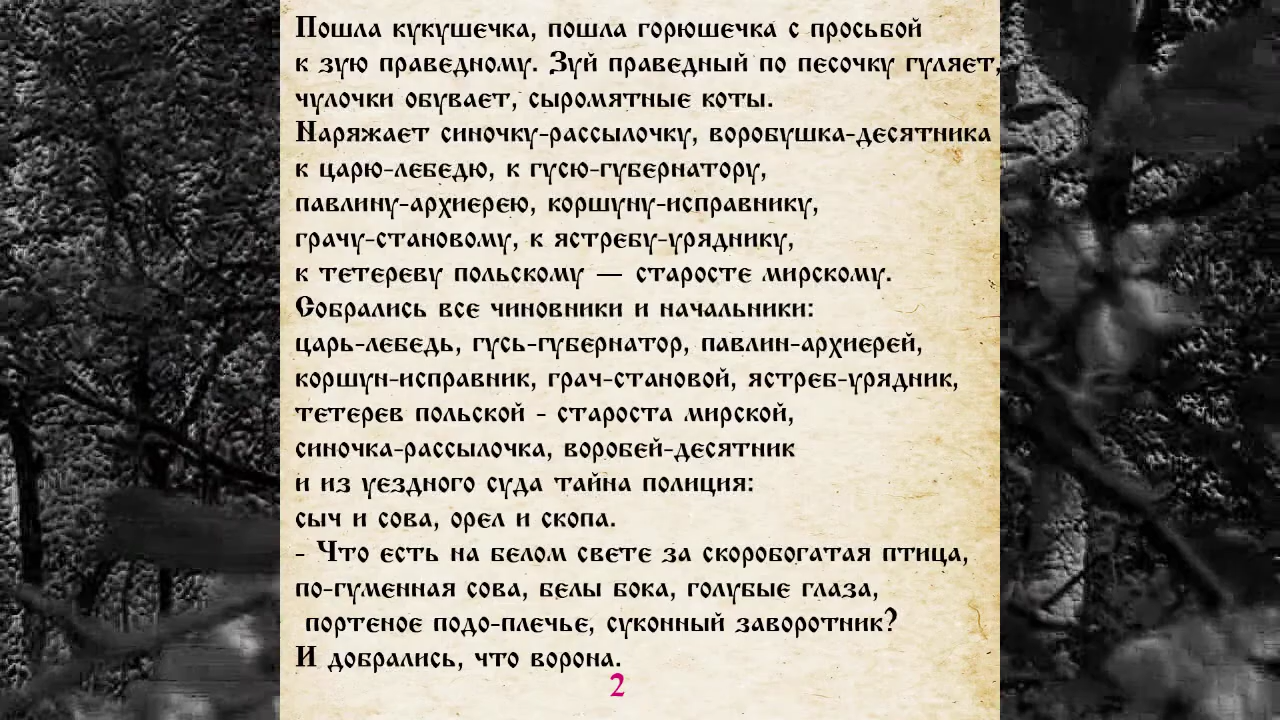 Пошла кукушечка, пошла горюшечка с просьбой
к зую праведному. Зуй праведный по песочку гуляет,
чулочки обувает, сыромятные коты.
Наряжает синочку-рассылочку, воробушка-десятника
к царю-лебедю, к гусю-губернатору,
павлину-архиерею, коршуну-исправнику,
грачу-становому, к ястребу-уряднику,
к тетереву польскому — старосте мирскому.
Собрались все чиновники и начальники:
царь-лебедь, гусь-губернатор, павлин-архиерей,
коршун-исправник, грач-становой, ястреб-урядник,
тетерев польской - староста мирской,
синочка-рассылочка, воробей-десятник
и из уездного суда тайна полиция:
сыч и сова, орел и скопа.
- Что есть на белом свете за скоробогатая птица,
по-гуменная сова, белы бока, голубые глаза,
портеное подо-плечье, суконный заворотник?
И добрались, что ворона.
2